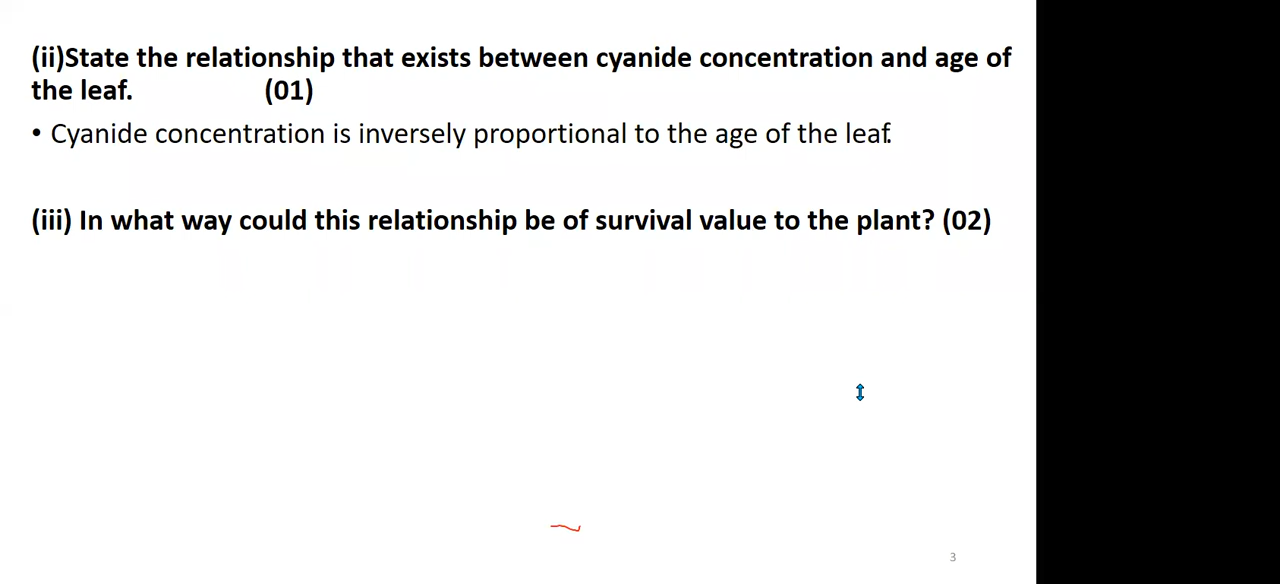 (ii)State the relationship that exists between cyanide concentration and age of
the leaf. (01)
• Cyanide concentration is inversely proportional to the age of the leaf.
(iii) In what way could this relationship be of survival value to the plant? (02)
3